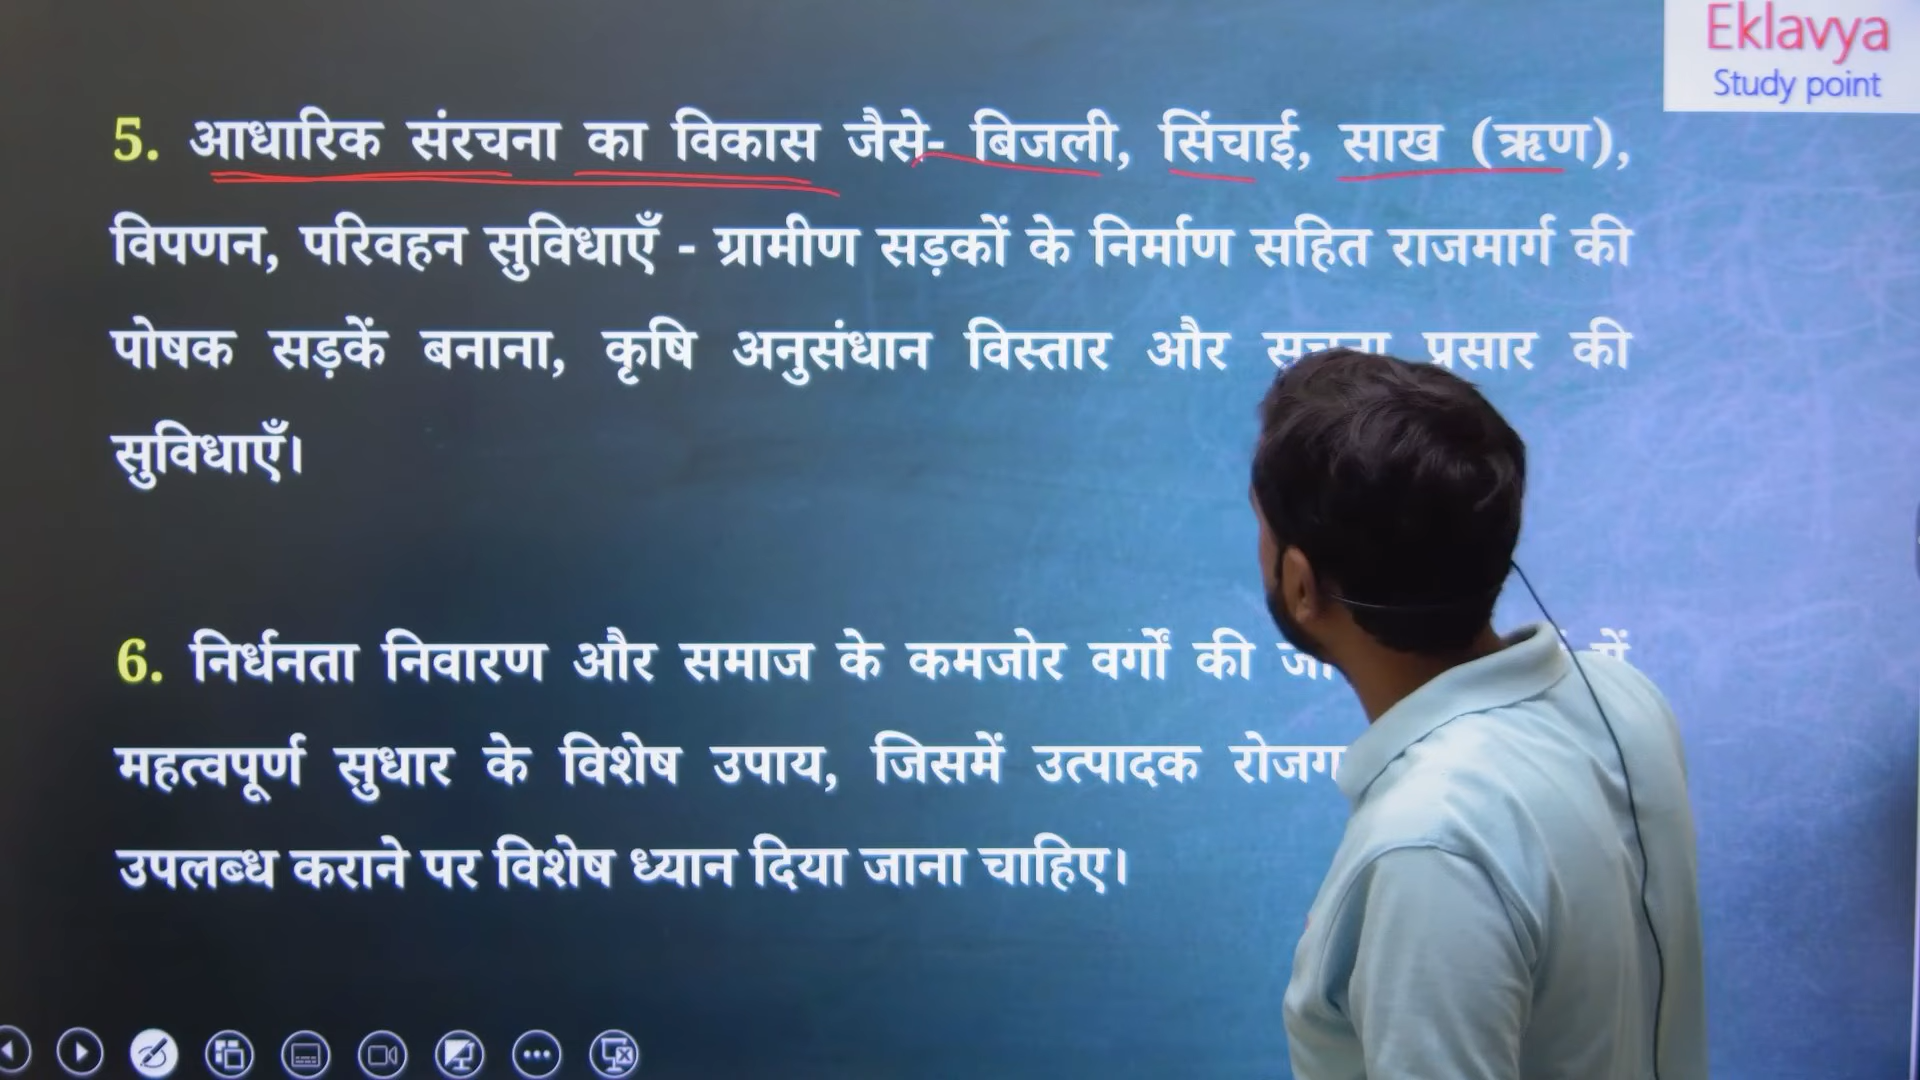 Eklavya
Study point
5. आधारिक संरचना का विकास जैसे- बिजली, सिंचाई, साख (ऋण),
विपणन, परिवहन सुविधाएँ - ग्रामीण सड़कों के निर्माण सहित राजमार्ग की
पोषक सड़कें बनाना, कृषि अनुसंधान विस्तार और सूचना प्रसार की
सुविधाएँ।
6. निर्धनता निवारण और समाज के कमजोर वर्गों की में
महत्वपूर्ण सुधार के विशेष उपाय, जिसमें उत्पादक
उपलब्ध कराने पर विशेष ध्यान दिया जाना चाहिए।